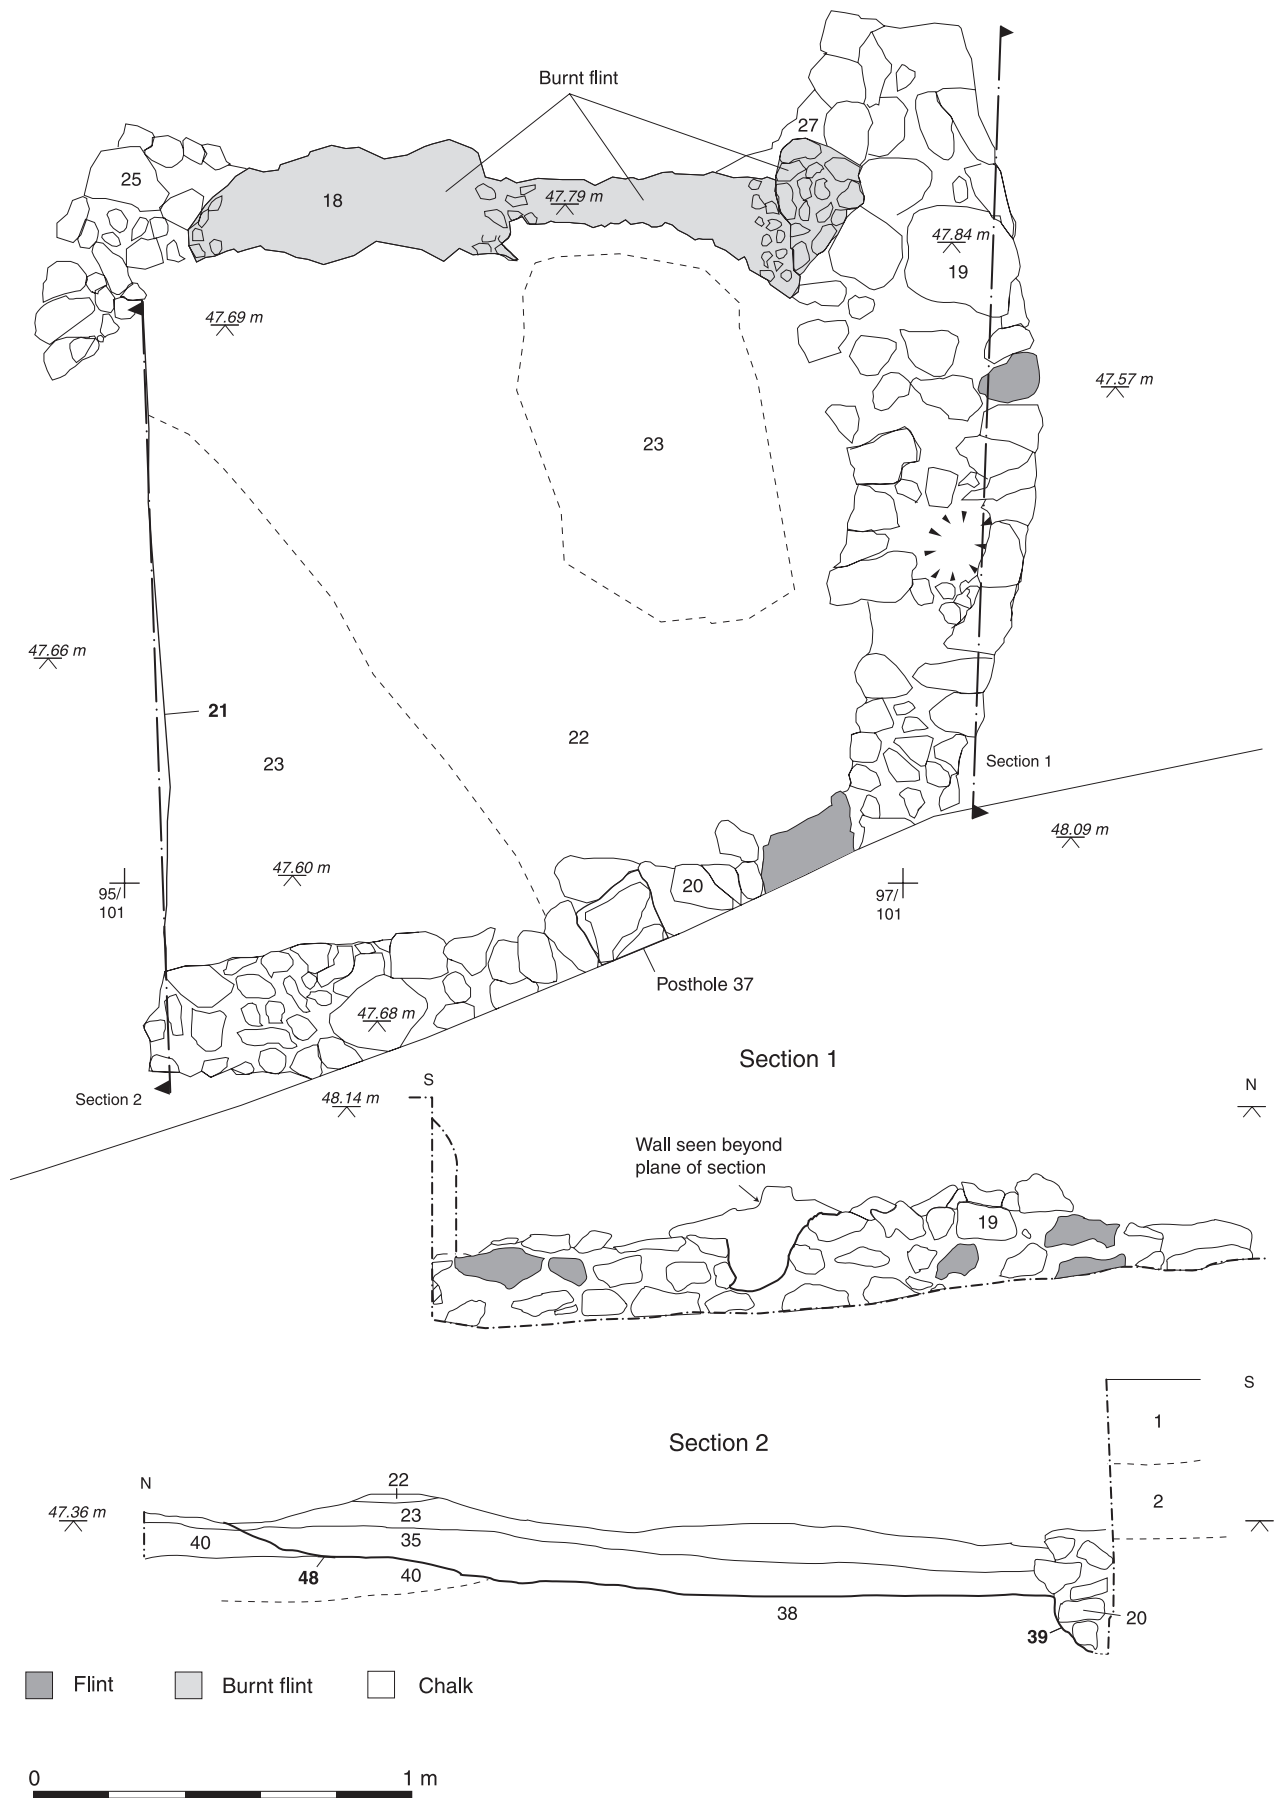 Burnt flint
27
25
18
47.79 m
19
47.84 m
19
47.69 m
47.57 m
23
47.66 m
21
22
23
Section 1
48.09 m
47.60 m
95/
101
20
97/
101
Posthole 37
47.68 m
Section 1
Section 2
48.14 m
S
N
Wall seen beyond
plane of section
19
S
1
Section 2
N
22
2
47.36 m
23
40
35
48
40
38
20
39
Flint
Burnt flint
Chalk
0
1 m